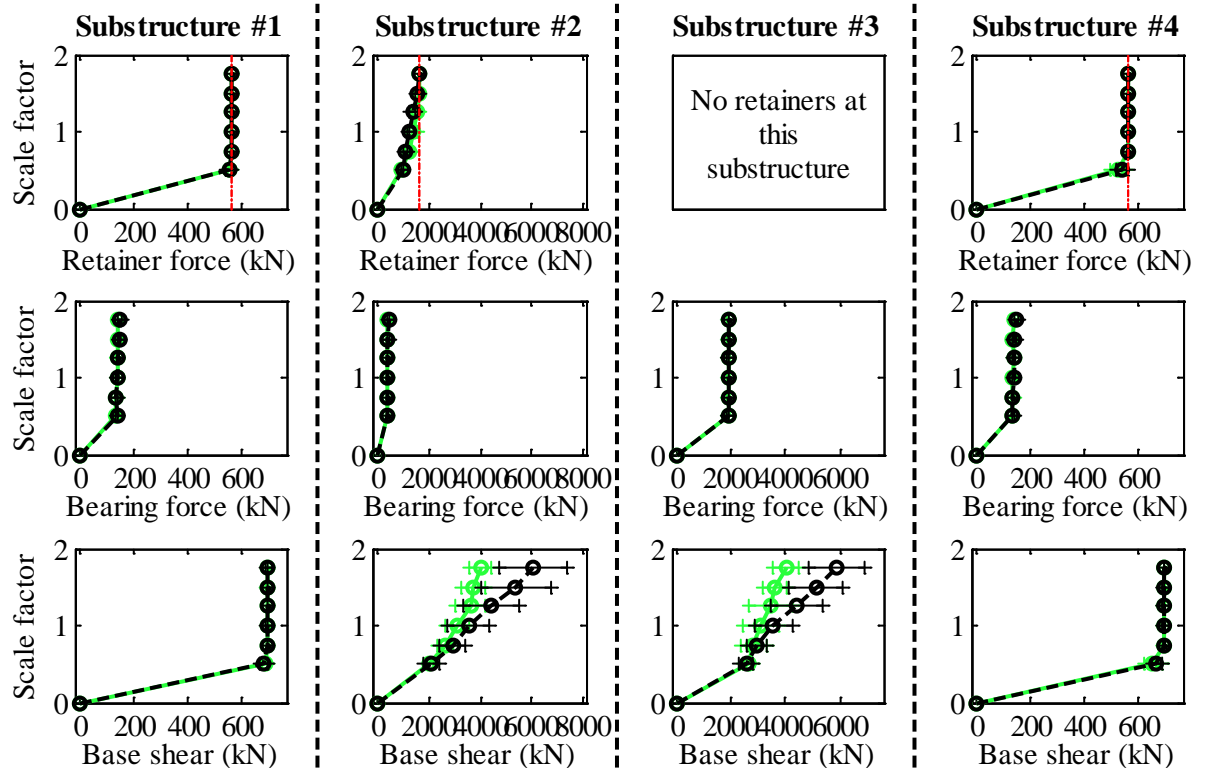 Substructure #1
Substructure #2
Substructure #3
Substructure #4
Scale factor
2
1
0
0 200 400 600
Retainer force (kN)
2
1
0
0 2000 4000 6000 8000
Retainer force (kN)
No retainers at
this
substructure
2
1
0
0 200 400 600
Retainer force (kN)
Scale factor
2
1
0
0 200 400 600
Bearing force (kN)
2
1
0
0 2000 4000 6000 8000
Bearing force (kN)
2
1
0
0 2000 4000 6000
Bearing force (kN)
2
1
0
0 200 400 600
Bearing force (kN)
Scale factor
2
1
0
0 200 400 600
Base shear (kN)
2
1
0
0 2000 4000 6000 8000
Base shear (kN)
2
1
0
0 2000 4000 6000
Base shear (kN)
2
1
0
0 200 400 600
Base shear (kN)